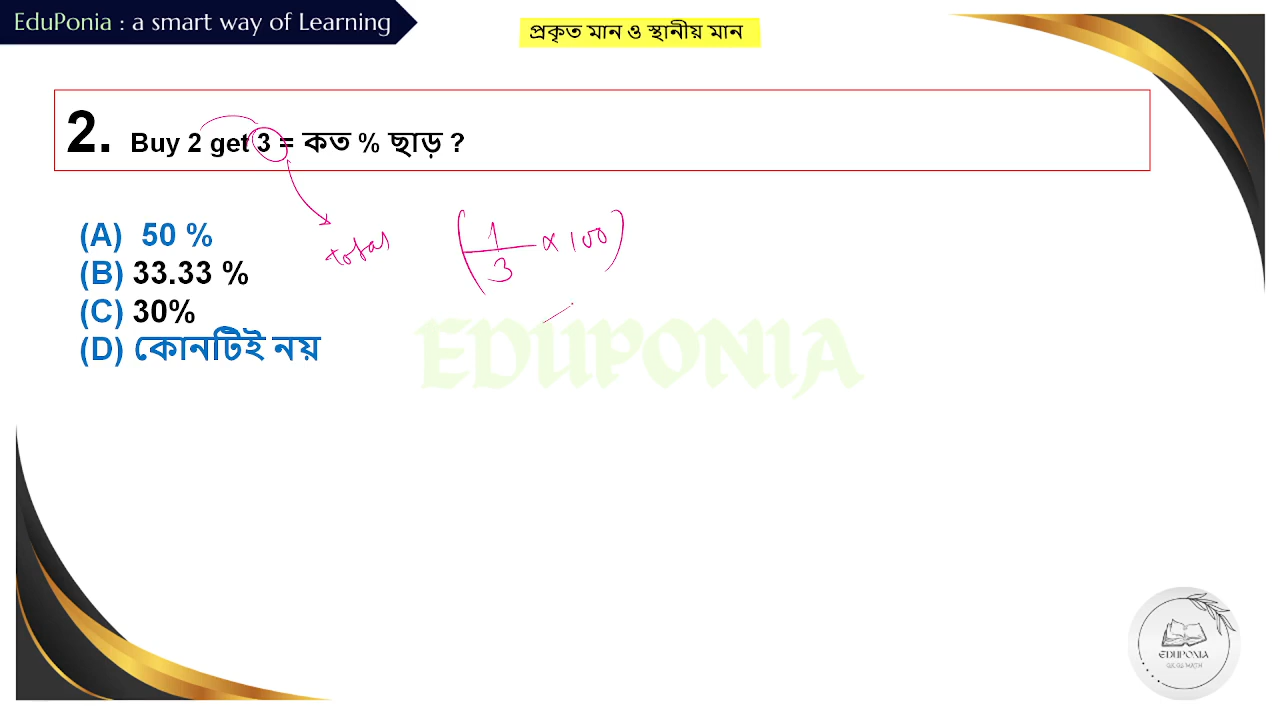 EduPonia : a smart way of Learning
প্রকৃত মান ও স্থানীয় মান
2. Buy 2 get 3 = কত % ছাড় ?
(A) 50 %
(B) 33.33 %
(C) 30%
(D) কোনটিই নয়
total
(1/3 × 100)
EDUPONIA
EDUPONIA